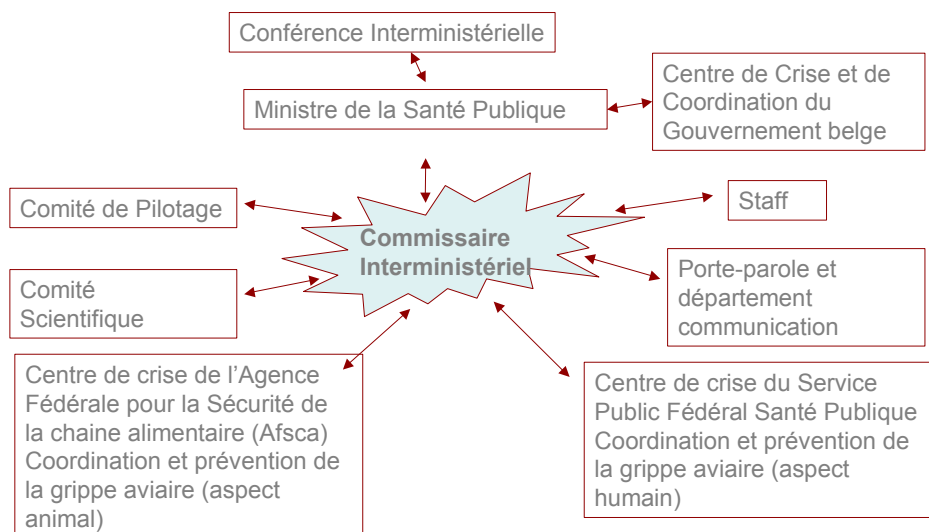 Conférence Interministérielle
Ministre de la Santé Publique
Centre de Crise et de
Coordination du
Gouvernement belge
Comité de Pilotage
Staff
Commissaire
Interministériel
Comité
Scientifique
Porte-parole et
département
communication
Centre de crise de l’Agence
Fédérale pour la Sécurité de
la chaine alimentaire (Afsca)
Coordination et prévention de
la grippe aviaire (aspect
animal)
Centre de crise du Service
Public Fédéral Santé Publique
Coordination et prévention de
la grippe aviaire (aspect
humain)